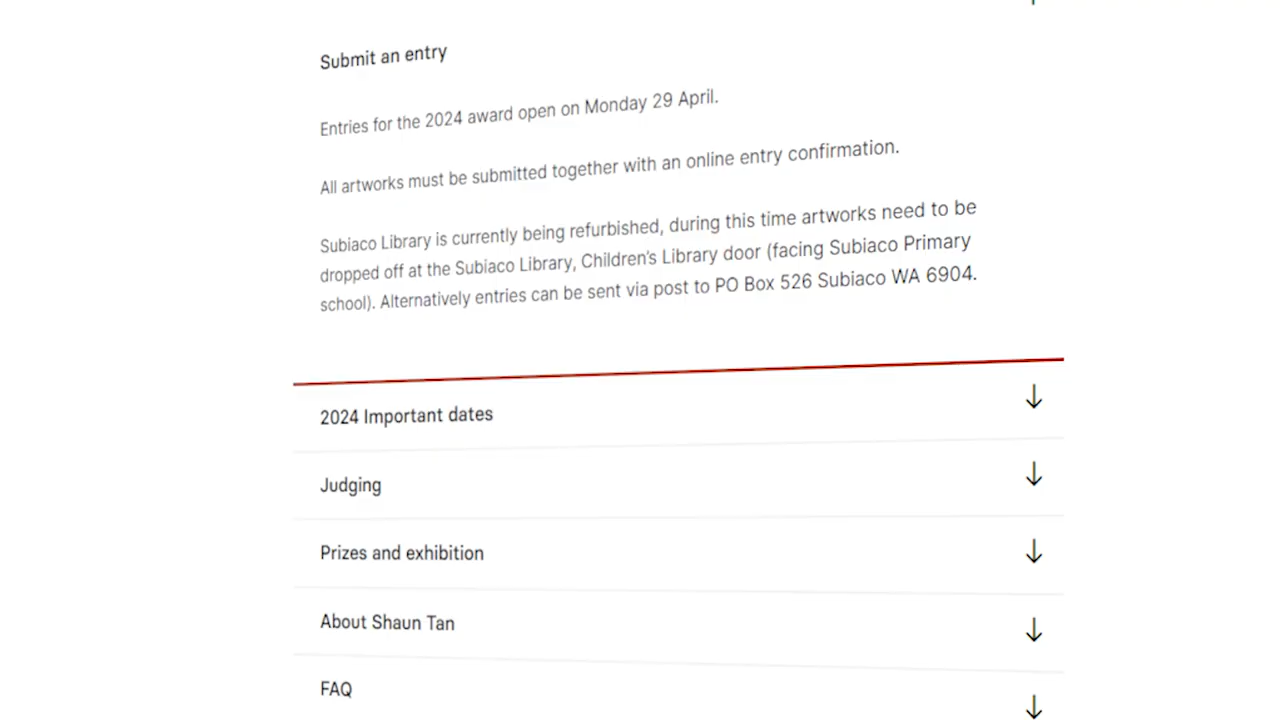 Submit an entry
Entries for the 2024 award open on Monday 29 April.
All artworks must be submitted together with an online entry confirmation.
Subiaco Library is currently being refurbished, during this time artworks need to be
dropped off at the Subiaco Library, Children's Library door (facing Subiaco Primary
school). Alternatively entries can be sent via post to PO Box 526 Subiaco WA 6904.
2024 Important dates
Judging
Prizes and exhibition
About Shaun Tan
FAQ